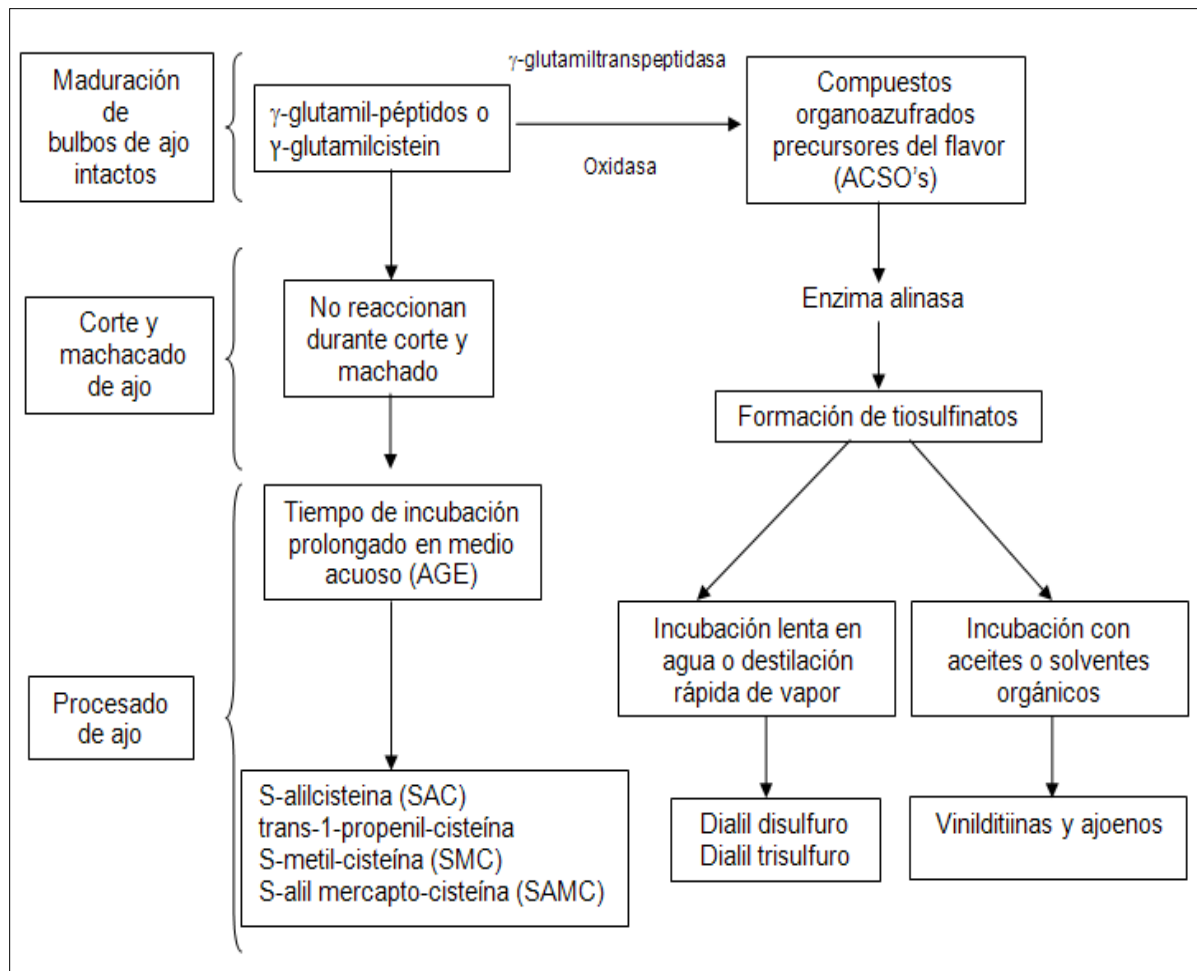 Maduración
de
bulbos de ajo
intactos
γ-glutamil-péptidos o
γ-glutamilcistein
γ-glutamiltranspeptidasa
Oxidasa
Compuestos
organoazufrados
precursores del flavor
(ACSO’s)
Corte y
machacado
de ajo
No reaccionan
durante corte y
machado
Enzima alinasa
Formación de tiosulfinatos
Procesado
de ajo
Tiempo de incubación
prolongado en medio
acuoso (AGE)
Incubación lenta en
agua o destilación
rápida de vapor
Incubación con
aceites o solventes
orgánicos
S-alilcisteina (SAC)
trans-1-propenil-cisteína
S-metil-cisteína (SMC)
S-alil mercapto-cisteína (SAMC)
Dialil disulfuro
Dialil trisulfuro
Vinilditiinas y ajoenos